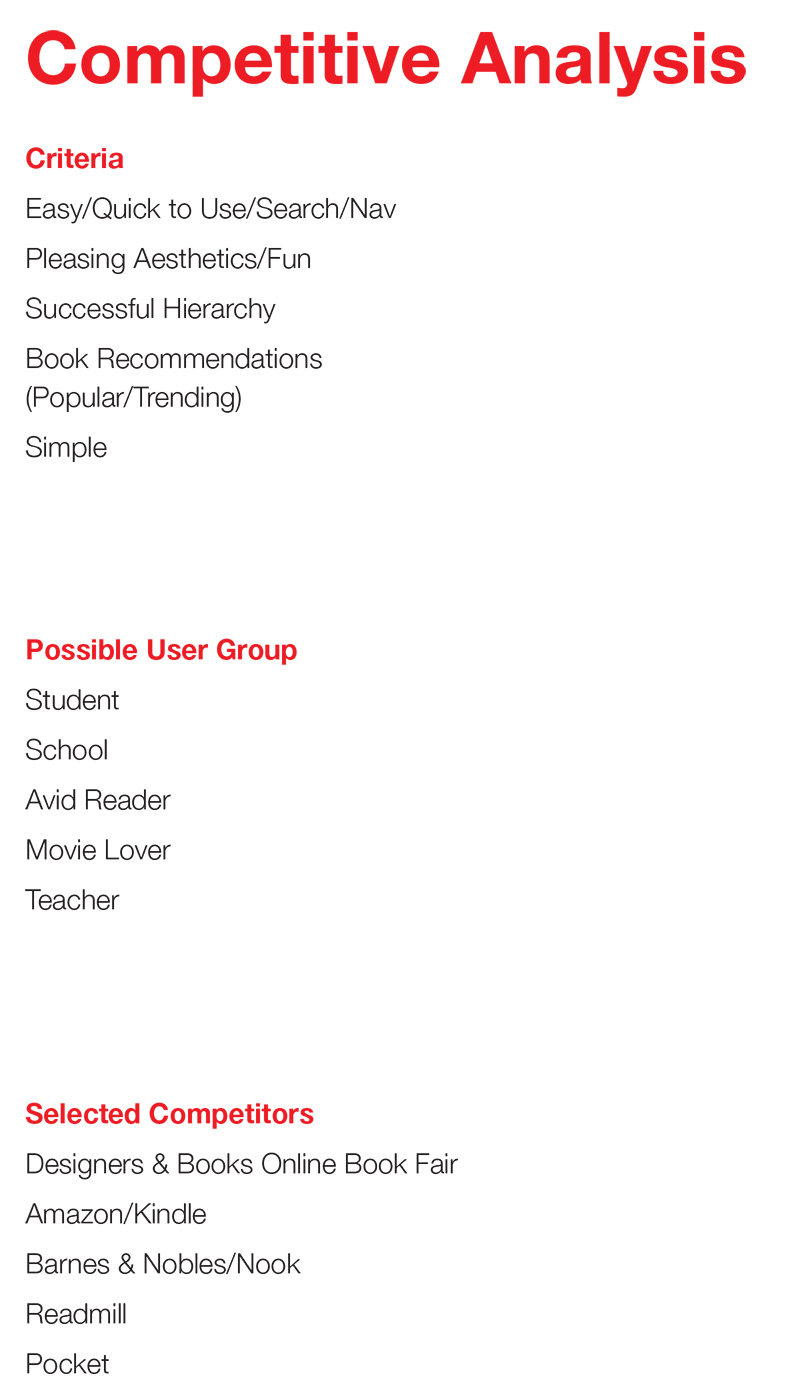 Competitive Analysis
Criteria
Easy/Quick to Use/Search/Nav
Pleasing Aesthetics/Fun
Successful Hierarchy
Book Recommendations
(Popular/Trending)
Simple
Possible User Group
Student
School
Avid Reader
Movie Lover
Teacher
Selected Competitors
Designers & Books Online Book Fair
Amazon/Kindle
Barnes & Nobles/Nook
Readmill
Pocket